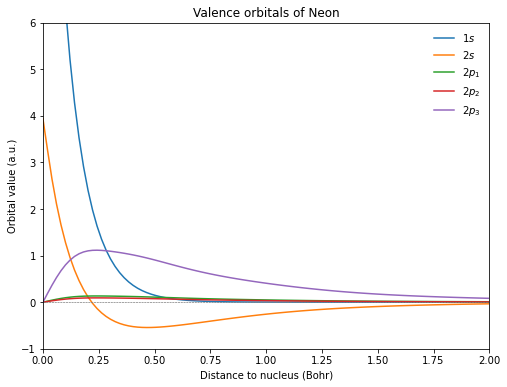 Valence orbitals of Neon
6
5
4
3
2
1
0
−1
Orbital value (a.u.)
1s
2s
2p₁
2p₂
2p₃
0.00 0.25 0.50 0.75 1.00 1.25 1.50 1.75 2.00
Distance to nucleus (Bohr)